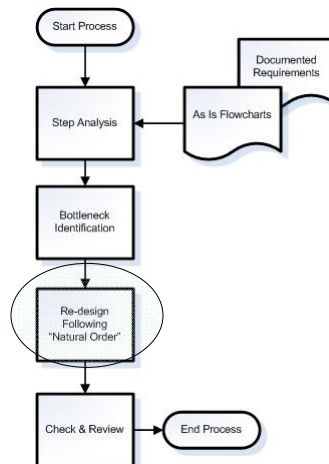 Start Process
Documented
Requirements
Step Analysis
As Is Flowcharts
Bottleneck
Identification
Re-design
Following
“Natural Order”
Check & Review
End Process